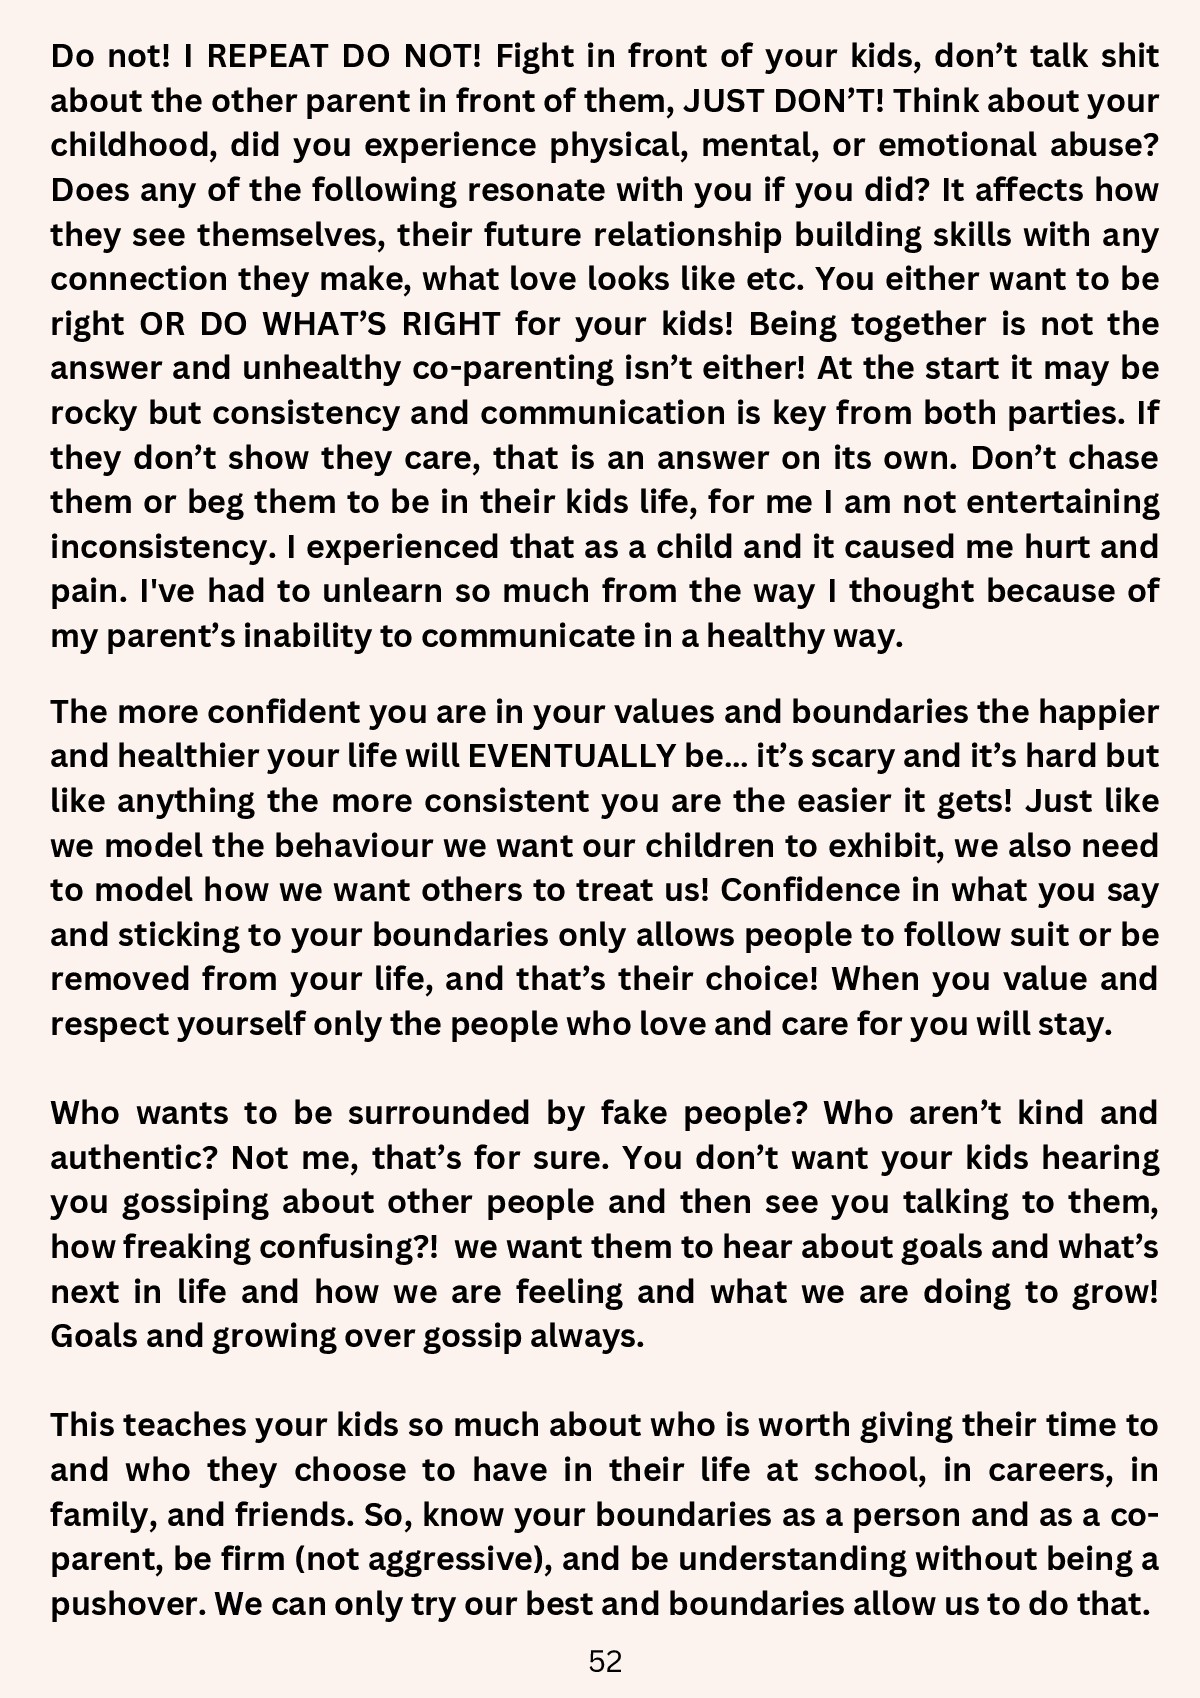 Do not! I REPEAT DO NOT! Fight in front of your kids, don’t talk shit
about the other parent in front of them, JUST DON’T! Think about your
childhood, did you experience physical, mental, or emotional abuse?
Does any of the following resonate with you if you did? It affects how
they see themselves, their future relationship building skills with any
connection they make, what love looks like etc. You either want to be
right OR DO WHAT’S RIGHT for your kids! Being together is not the
answer and unhealthy co-parenting isn’t either! At the start it may be
rocky but consistency and communication is key from both parties. If
they don’t show they care, that is an answer on its own. Don’t chase
them or beg them to be in their kids life, for me I am not entertaining
inconsistency. I experienced that as a child and it caused me hurt and
pain. I've had to unlearn so much from the way I thought because of
my parent’s inability to communicate in a healthy way.
The more confident you are in your values and boundaries the happier
and healthier your life will EVENTUALLY be... it’s scary and it’s hard but
like anything the more consistent you are the easier it gets! Just like
we model the behaviour we want our children to exhibit, we also need
to model how we want others to treat us! Confidence in what you say
and sticking to your boundaries only allows people to follow suit or be
removed from your life, and that’s their choice! When you value and
respect yourself only the people who love and care for you will stay.
Who wants to be surrounded by fake people? Who aren’t kind and
authentic? Not me, that’s for sure. You don’t want your kids hearing
you gossiping about other people and then see you talking to them,
how freaking confusing?!  we want them to hear about goals and what’s
next in life and how we are feeling and what we are doing to grow!
Goals and growing over gossip always.
This teaches your kids so much about who is worth giving their time to
and who they choose to have in their life at school, in careers, in
family, and friends. So, know your boundaries as a person and as a co-
parent, be firm (not aggressive), and be understanding without being a
pushover. We can only try our best and boundaries allow us to do that.
52